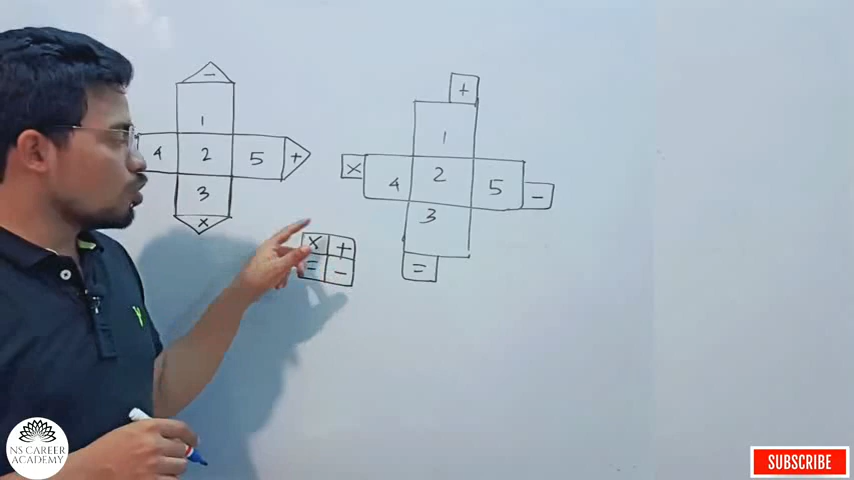 -
1
4 2 5 +
3
×
+
1
× 4 2 5 -
3
=
× +
= -
NS CAREER
ACADEMY
SUBSCRIBE